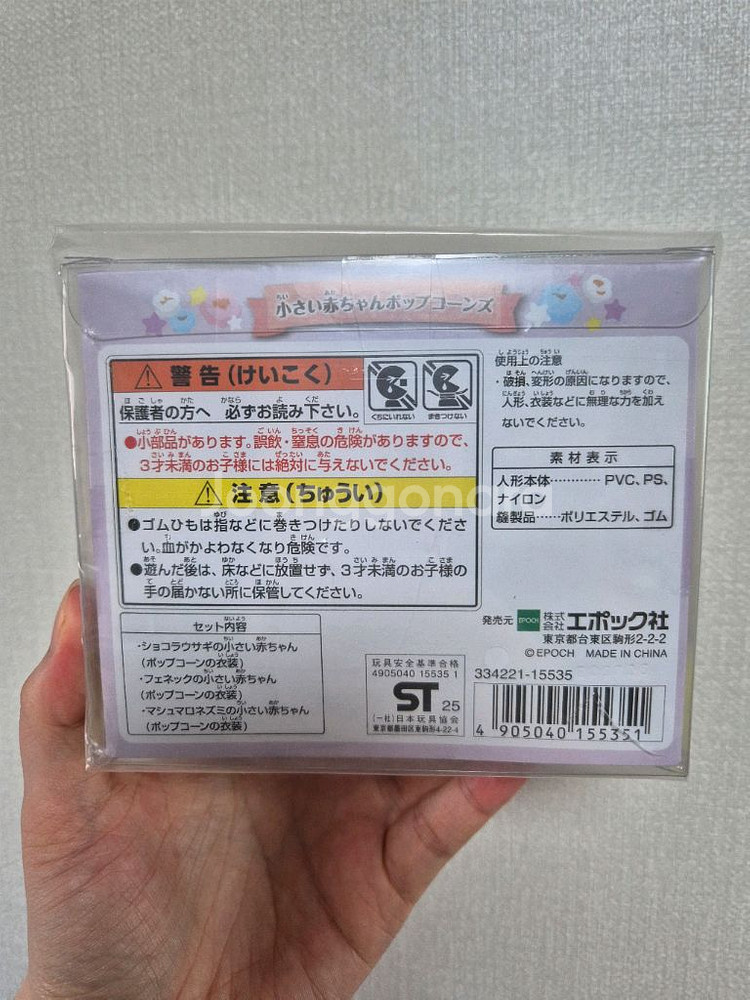 小さい赤ちゃんポップコーンズ
警告(けいこく)
保護者の方へ 必ずお読み下さい。
くちにいれない
まきつけない
●小部品があります。誤飲・窒息の危険がありますので、
3才未満のお子様には絶対に与えないでください。
注意(ちゅうい)
●ゴムひもは指などに巻きつけたりしないでくださ
い。血がかよわなくなり危険です。
●遊んだ後は、床などに放置せず、3才未満のお子様の
手の届かない所に保管してください。
使用上の注意
・破損、変形の原因になりますので、
人形、衣装などに無理な力を加え
ないでください。
素材表示
人形本体……… PVC、PS、
ナイロン
縫製品……ポリエステル、ゴム
セット内容
・ショコラウサギの小さい赤ちゃん
(ポップコーンの衣装)
・フェネックの小さい赤ちゃん
(ポップコーンの衣装)
・マシュマロネズミの小さい赤ちゃん
(ポップコーンの衣装)
玩具安全基準合格
4905040 15535 1
ST 25
(一社)日本玩具協会
東京都墨田区東駒形4-22-4
発売元 EPOCH 株式会社 エポック社
東京都台東区駒形2-2-2
©EPOCH MADE IN CHINA
334221-15535
4 905040 155351